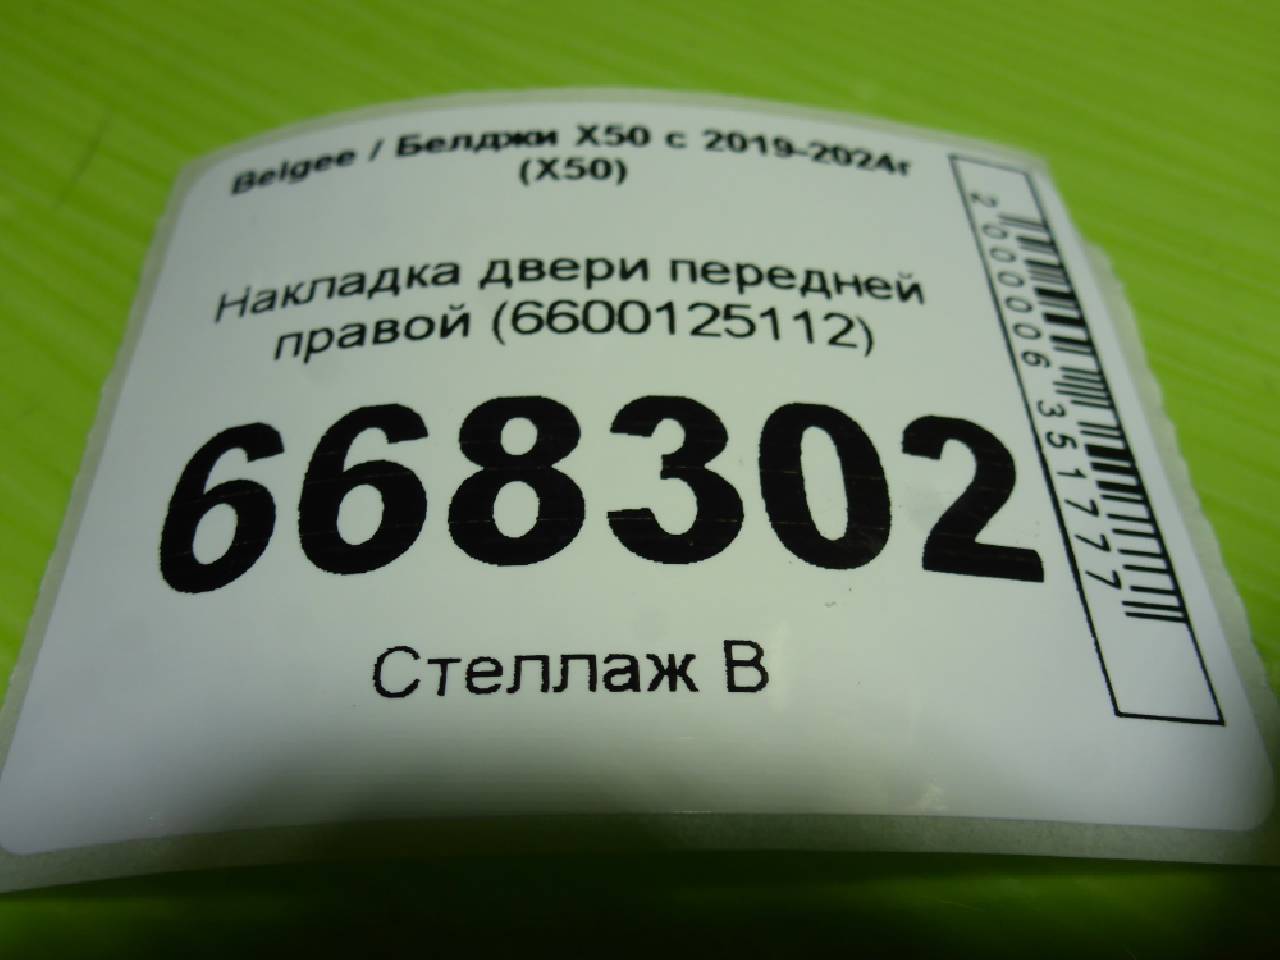 Belgee / Белджи X50 с 2019-2024г
(X50)
Накладка двери передней
правой (6600125112)
668302
Стеллаж В
2000006351777